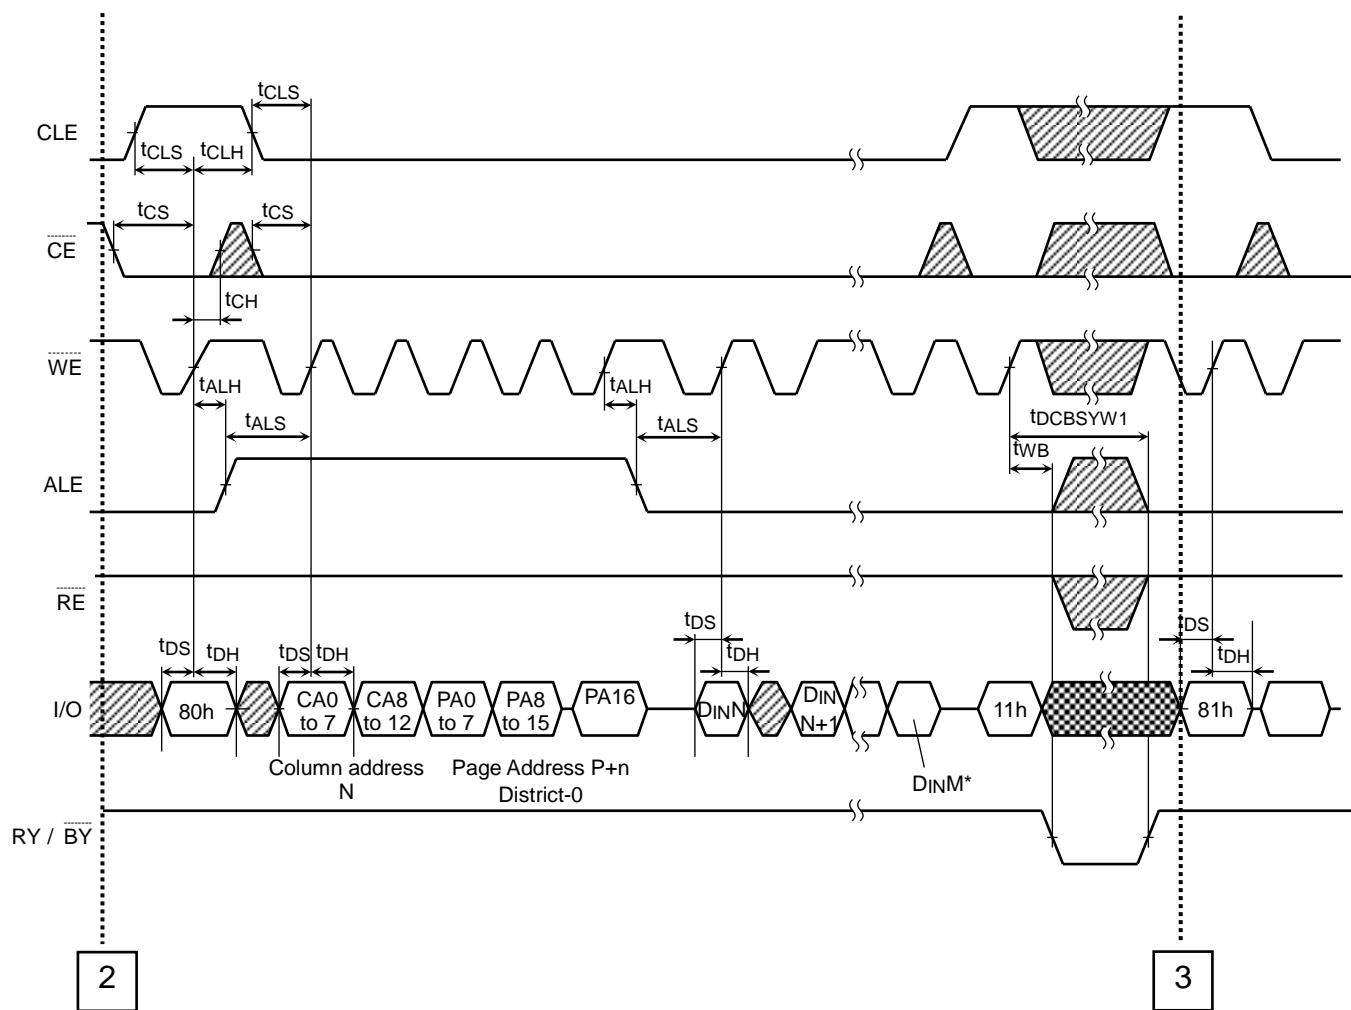 tCLS
CLE
tCLS
tCLH
tCS
tCS
CE
tCH
WE
tALH
tALH
tDCBSYW1
tALS
tALS
tWB
ALE
RE
tDS
tDH
tDS
tDH
tDS
tDH
tDS
tDH
I/O
80h
CA0
to 7
CA8
to 12
PA0
to 7
PA8
to 15
PA16
DINN
DIN
N+1
11h
81h
Column address
N
Page Address P+n
District-0
DINM*
RY / BY
2
3